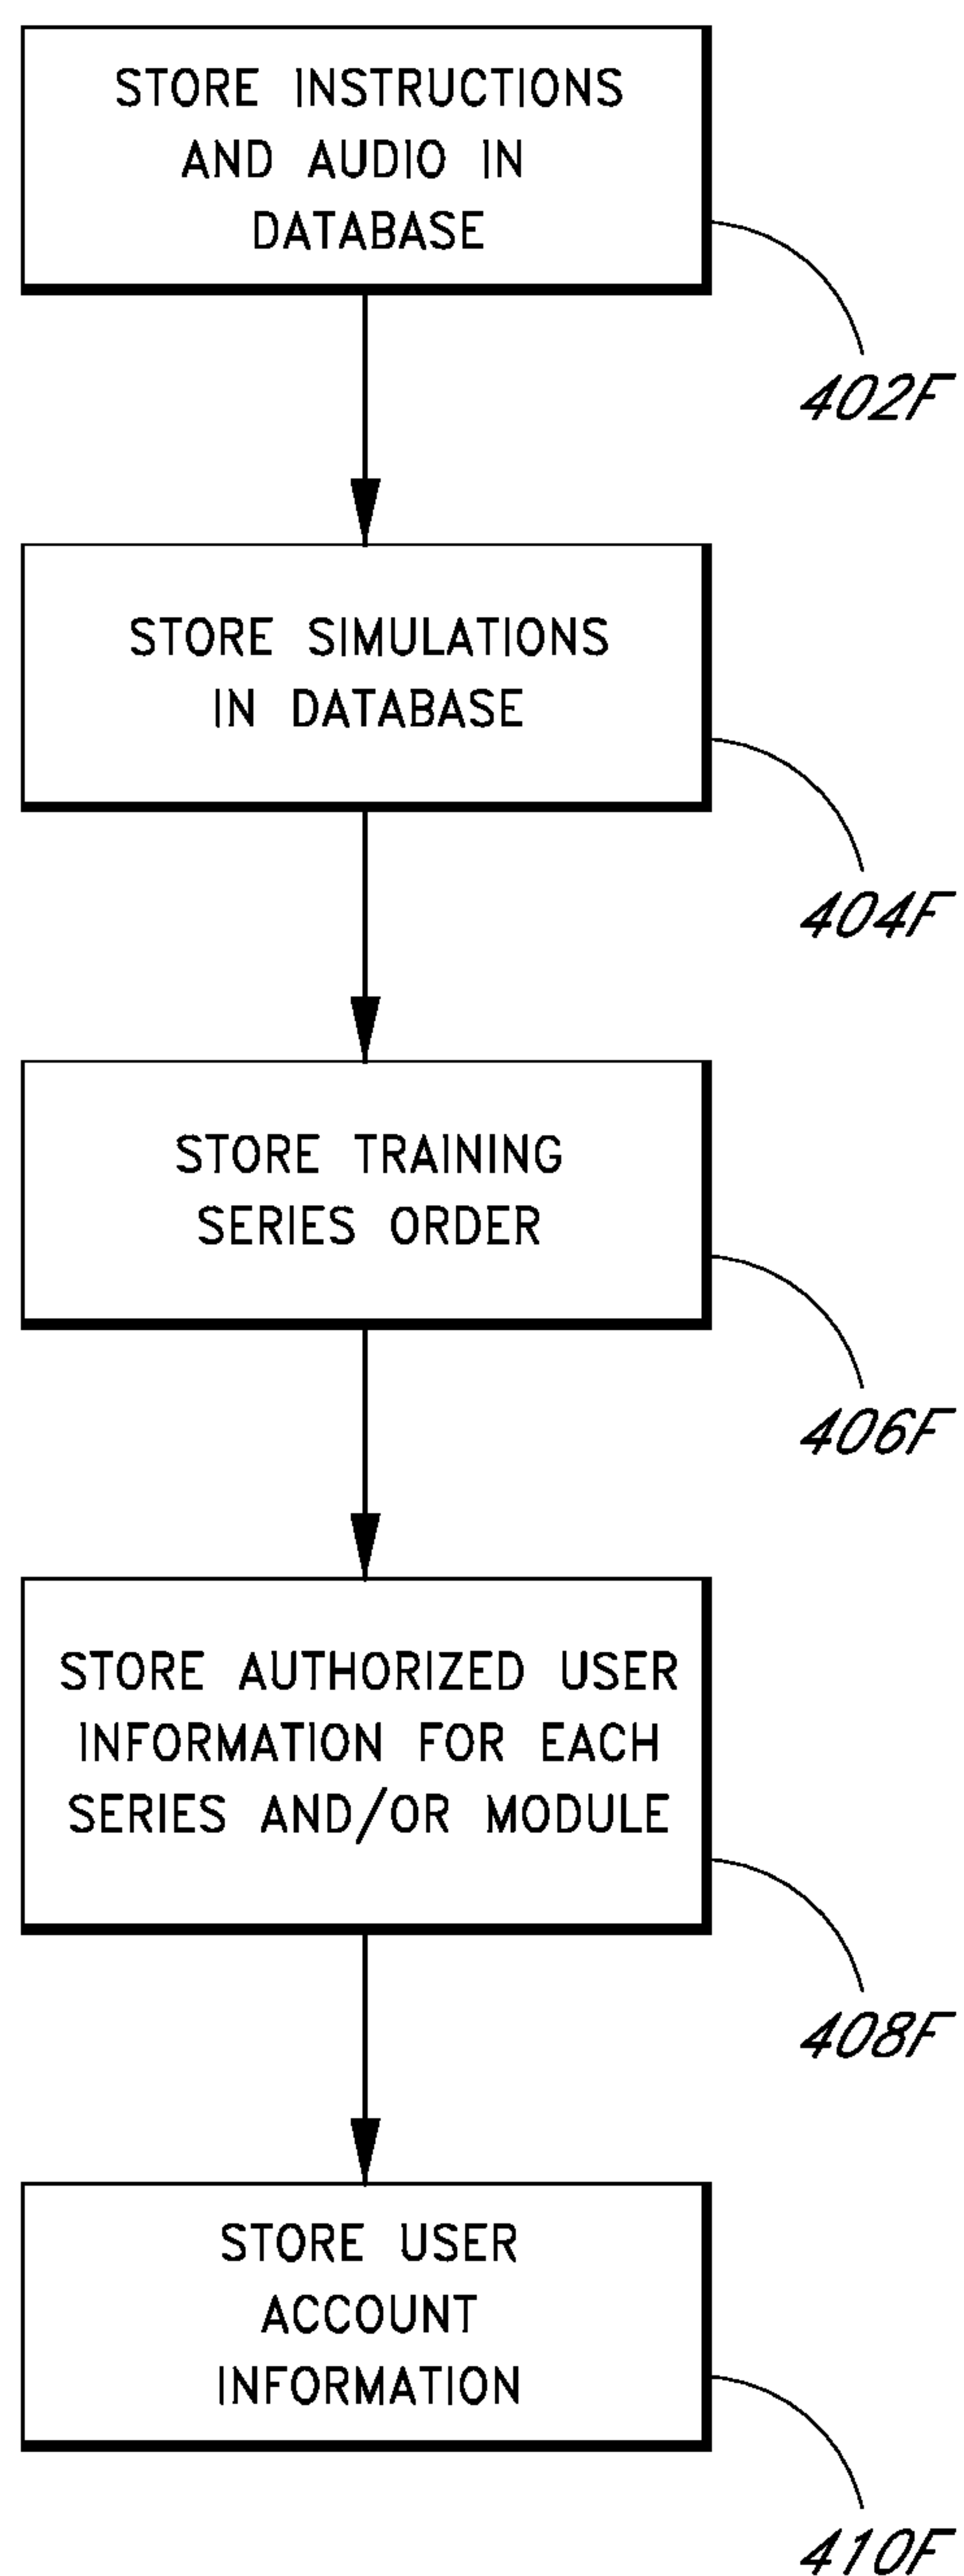 STORE INSTRUCTIONS
AND AUDIO IN
DATABASE
402F
STORE SIMULATIONS
IN DATABASE
404F
STORE TRAINING
SERIES ORDER
406F
STORE AUTHORIZED USER
INFORMATION FOR EACH
SERIES AND/OR MODULE
408F
STORE USER
ACCOUNT
INFORMATION
410F